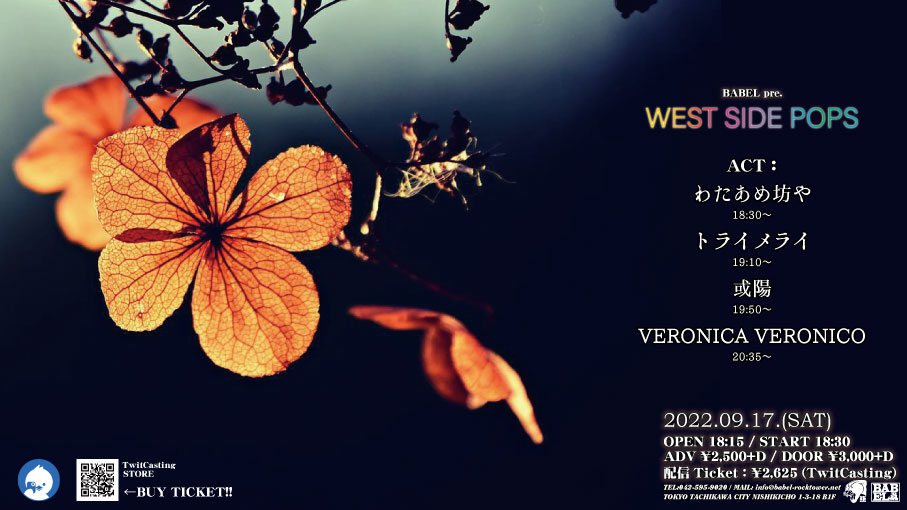 BABEL pre.
WEST SIDE POPS
ACT：
わたあめ坊や
18:30〜
トライメライ
19:10〜
或陽
19:50〜
VERONICA VERONICO
20:35〜
2022.09.17.(SAT)
OPEN 18:15 / START 18:30
ADV ¥2,500+D / DOOR ¥3,000+D
配信 Ticket：¥2,625 (TwitCasting)
TEL:042-595-9020 / MAIL: info@babel-rocktower.net
TOKYO TACHIKAWA CITY NISHIKICHO 1-3-18 B1F
TwitCasting
STORE
←BUY TICKET!!